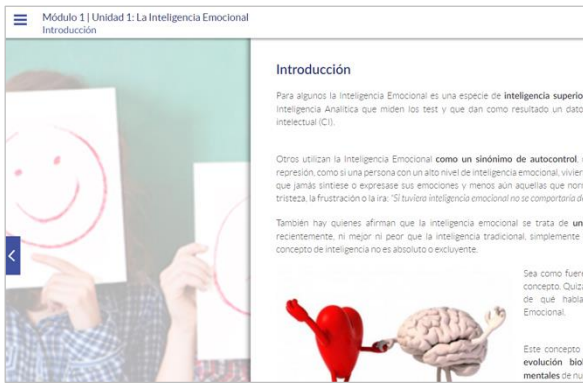 Módulo 1 | Unidad 1: La Inteligencia Emocional
Introducción
Introducción
Para algunos la Inteligencia Emocional es una especie de inteligencia superio
Inteligencia Analítica que miden los test y que dan como resultado un dato
intelectual (CI).
Otros utilizan la Inteligencia Emocional como un sinónimo de autocontrol,
represión, como si una persona con un alto nivel de inteligencia emocional, vivier
que jamás sintiese o expresase sus emociones y menos aún aquellas que nor
tristeza, la frustración o la ira: "Si tuviera inteligencia emocional no se comportaría de
También hay quienes afirman que la inteligencia emocional se trata de un
recientemente, ni mejor ni peor que la inteligencia tradicional, simplemente
concepto de inteligencia no es absoluto o excluyente.
Sea como fuere
concepto. Quiz
de qué habla
Emocional.
Este concepto
evolución bio
mentales de nu